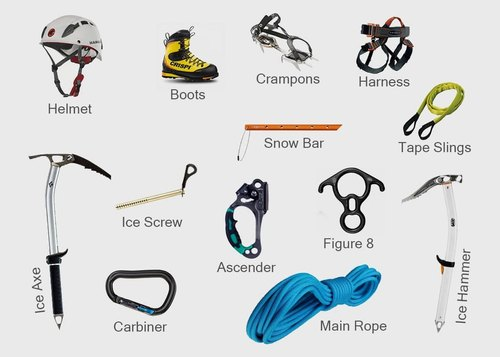 Helmet
CRISPI
Boots
Crampons
Harness
Snow Bar
Tape Slings
Ice Axe
Ice Screw
Ascender
Figure 8
Ice Hammer
Carbiner
Main Rope